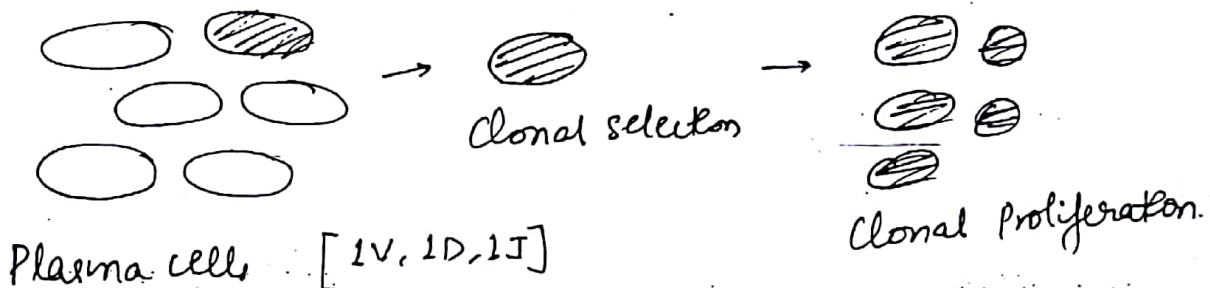 Clonal selection
Clonal Proliferation.
Plasma cells [1V, 1D, 1J]